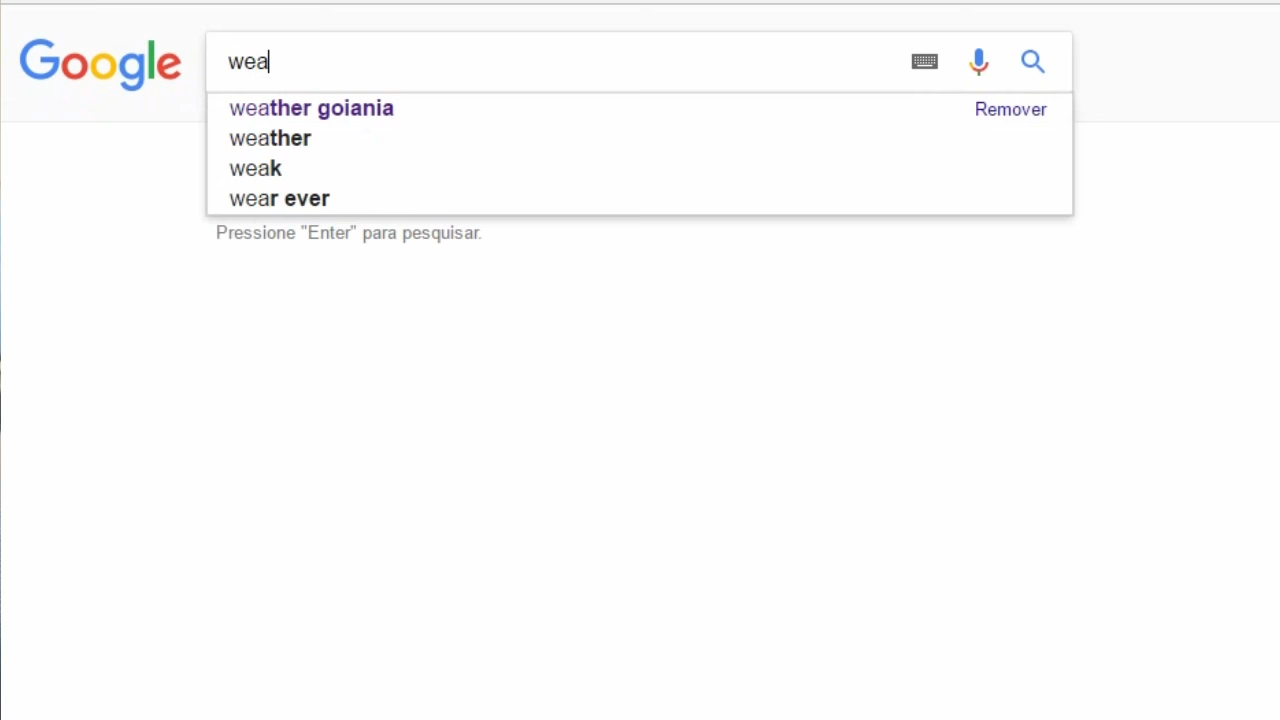 Google
wea
weather goiania Remover
weather
weak
wear ever
Pressione "Enter" para pesquisar.